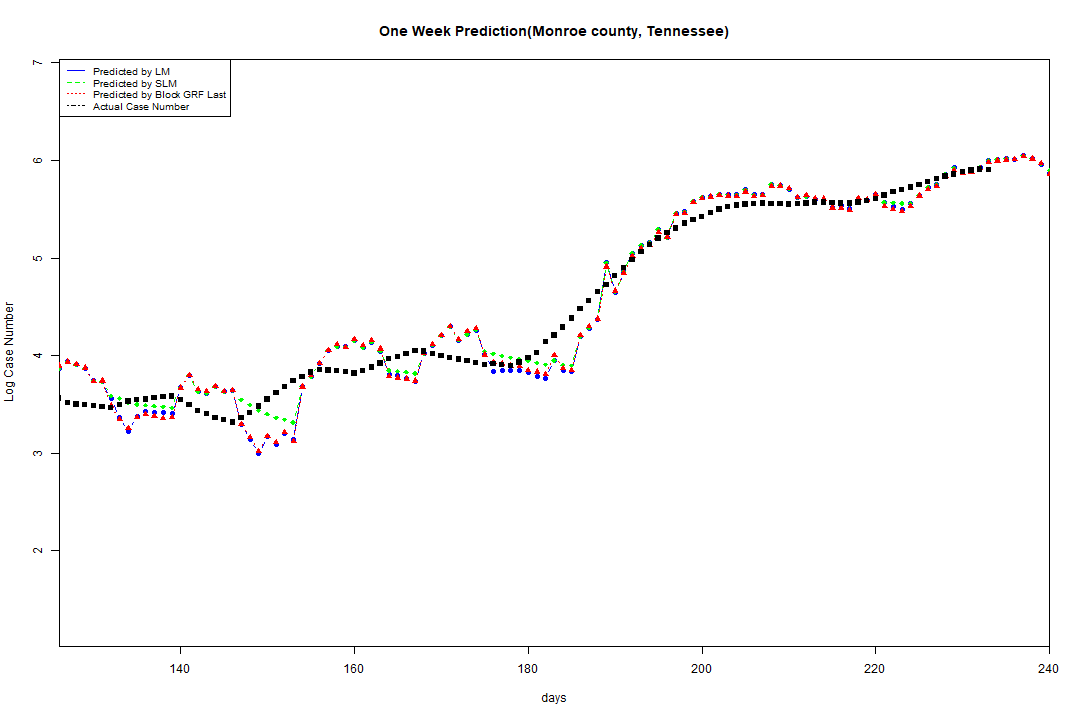 One Week Prediction(Monroe county, Tennessee)
Predicted by LM
Predicted by SLM
Predicted by Block GRF Last
Actual Case Number
7
6
5
4
3
2
Log Case Number
140 160 180 200 220 240
days